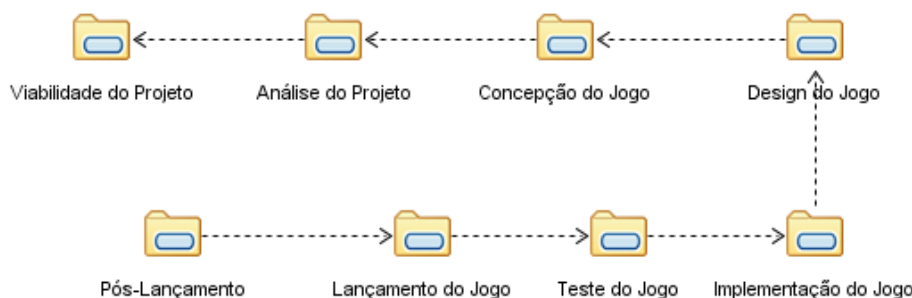 Viabilidade do Projeto
Análise do Projeto
Concepção do Jogo
Design do Jogo
Pós-Lançamento
Lançamento do Jogo
Teste do Jogo
Implementação do Jogo